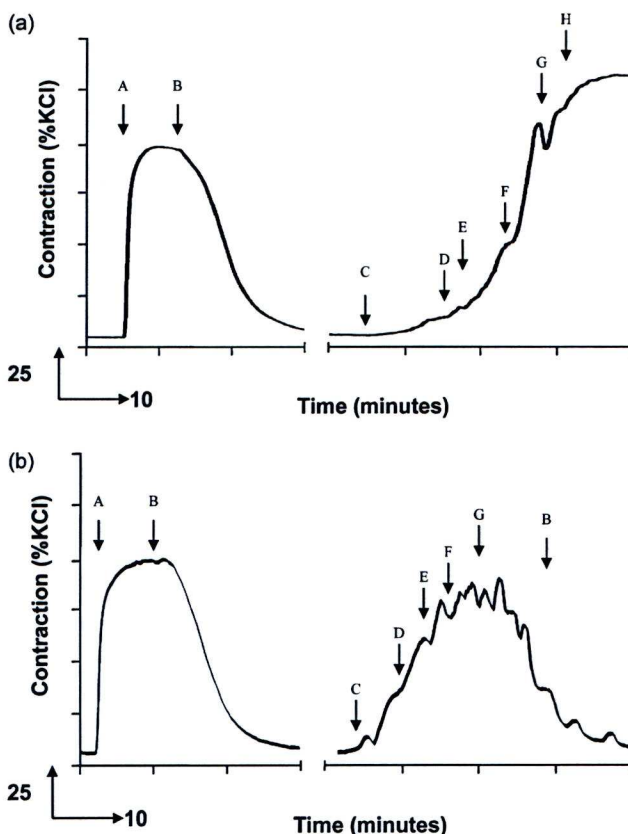 (a)
A
B
C
D
E
F
G
H
Contraction (%KCl)
25
10
Time (minutes)
(b)
A
B
C
D
E
F
G
B
Contraction (%KCl)
25
10
Time (minutes)